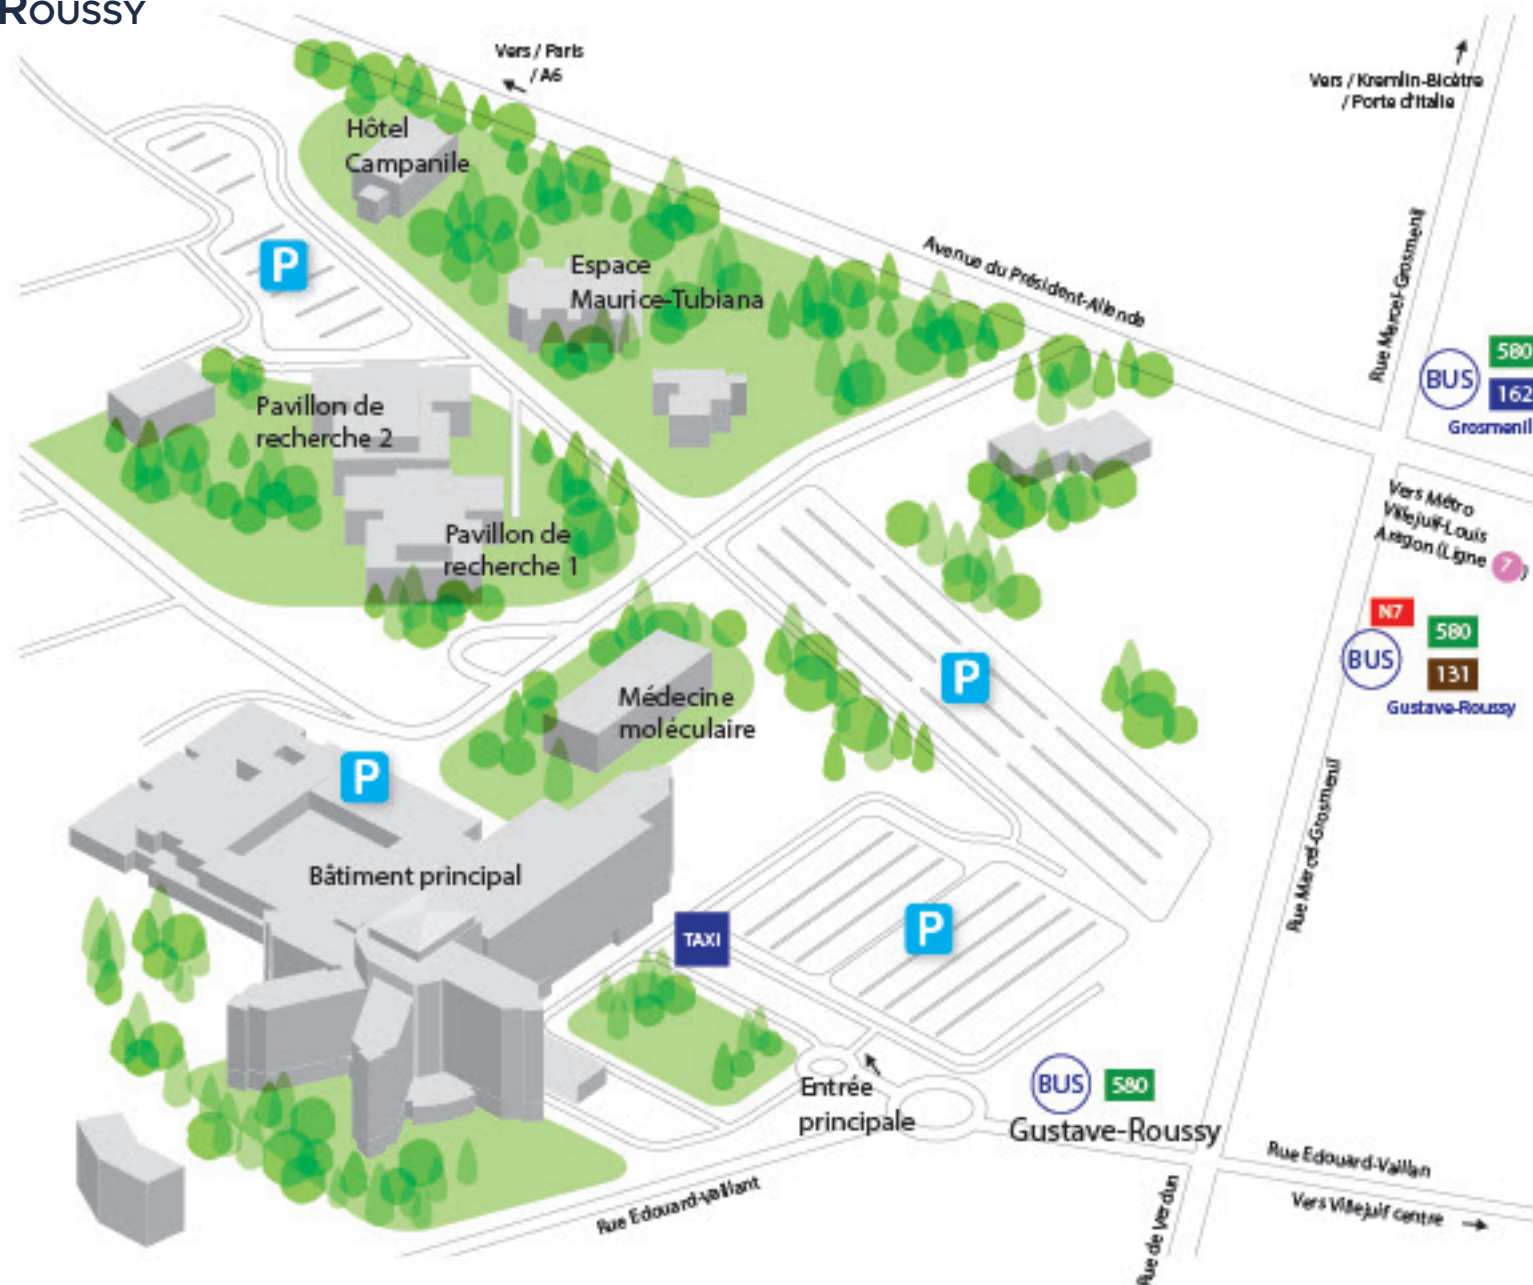 ROUSSY
Vers / Paris
/ A6
Vers / Kremlin-Bicètre
/ Porte d'Italie
Hôtel
Campanile
Rue Marcel-Grosmenil
P
Espace
Maurice-Tubiana
Avenue du Président-Allende
580
BUS
162
Grosmenil
Pavillon de
recherche 2
Vers Métro
Villejuif-Louis
Aragon (Ligne 7 )
Pavillon de
recherche 1
N7
580
BUS
131
Gustave-Roussy
P
Médecine
moléculaire
P
Rue Marcel-Grosmenil
Bâtiment principal
TAXI
P
Entrée
principale
BUS 580
Gustave-Roussy
Rue Edouard-Vaillan
Rue Edouard-Vaillant
Vers Villejuif centre
Rue de Verdun